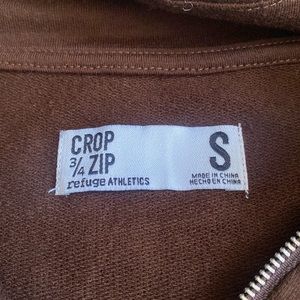 CROP
3/4 ZIP
refuge ATHLETICS
S
MADE IN CHINA
HECHO EN CHINA